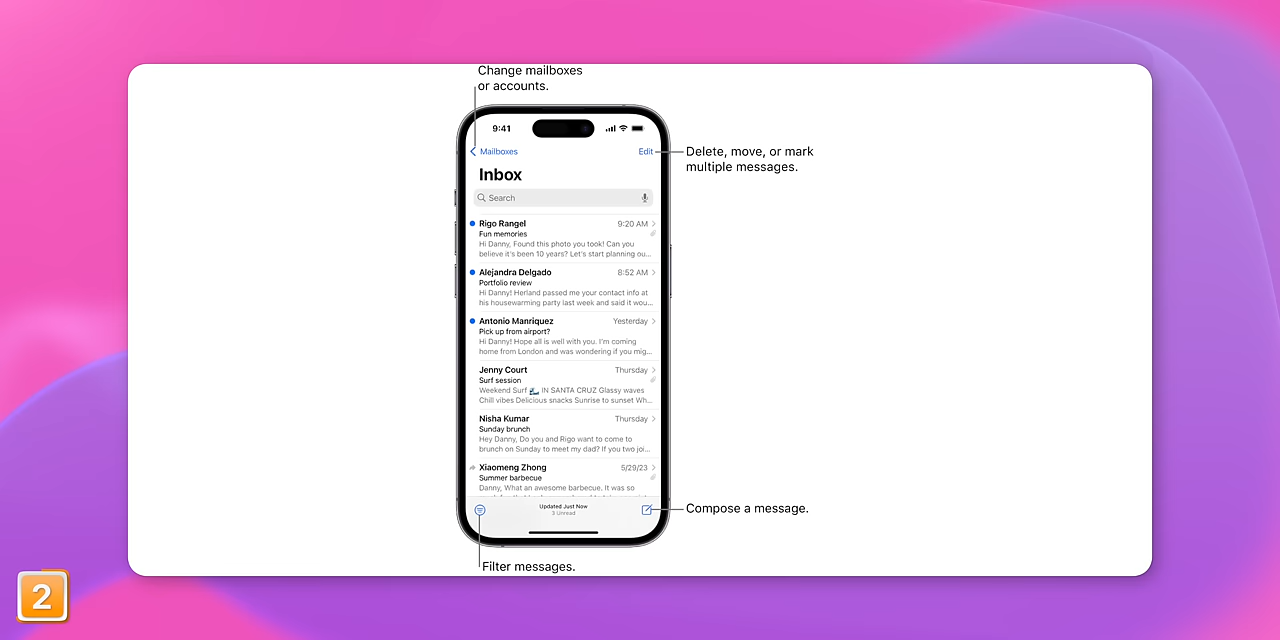 Change mailboxes
or accounts.
9:41
Mailboxes
Edit
Delete, move, or mark
multiple messages.
Inbox
Search
Rigo Rangel 9:20 AM
Fun memories
Hi Danny, Found this photo you took! Can you
believe it's been 10 years? Let's start planning ou...
Alejandra Delgado 8:52 AM
Portfolio review
Hi Danny! Herland passed me your contact info at
his housewarming party last week and said it wou...
Antonio Manriquez Yesterday
Pick up from airport?
Hi Danny! Hope all is well with you. I'm coming
home from London and was wondering if you mig...
Jenny Court Thursday
Surf session
Weekend Surf 🌊 IN SANTA CRUZ Glassy waves
Chill vibes Delicious snacks Sunrise to sunset Wh...
Nisha Kumar Thursday
Sunday brunch
Hey Danny, Do you and Rigo want to come to
brunch on Sunday to meet my dad? If you two joi...
Xiaomeng Zhong 5/29/23
Summer barbecue
Danny, What an awesome barbecue. It was so
Updated Just Now
3 Unread
Compose a message.
Filter messages.
2